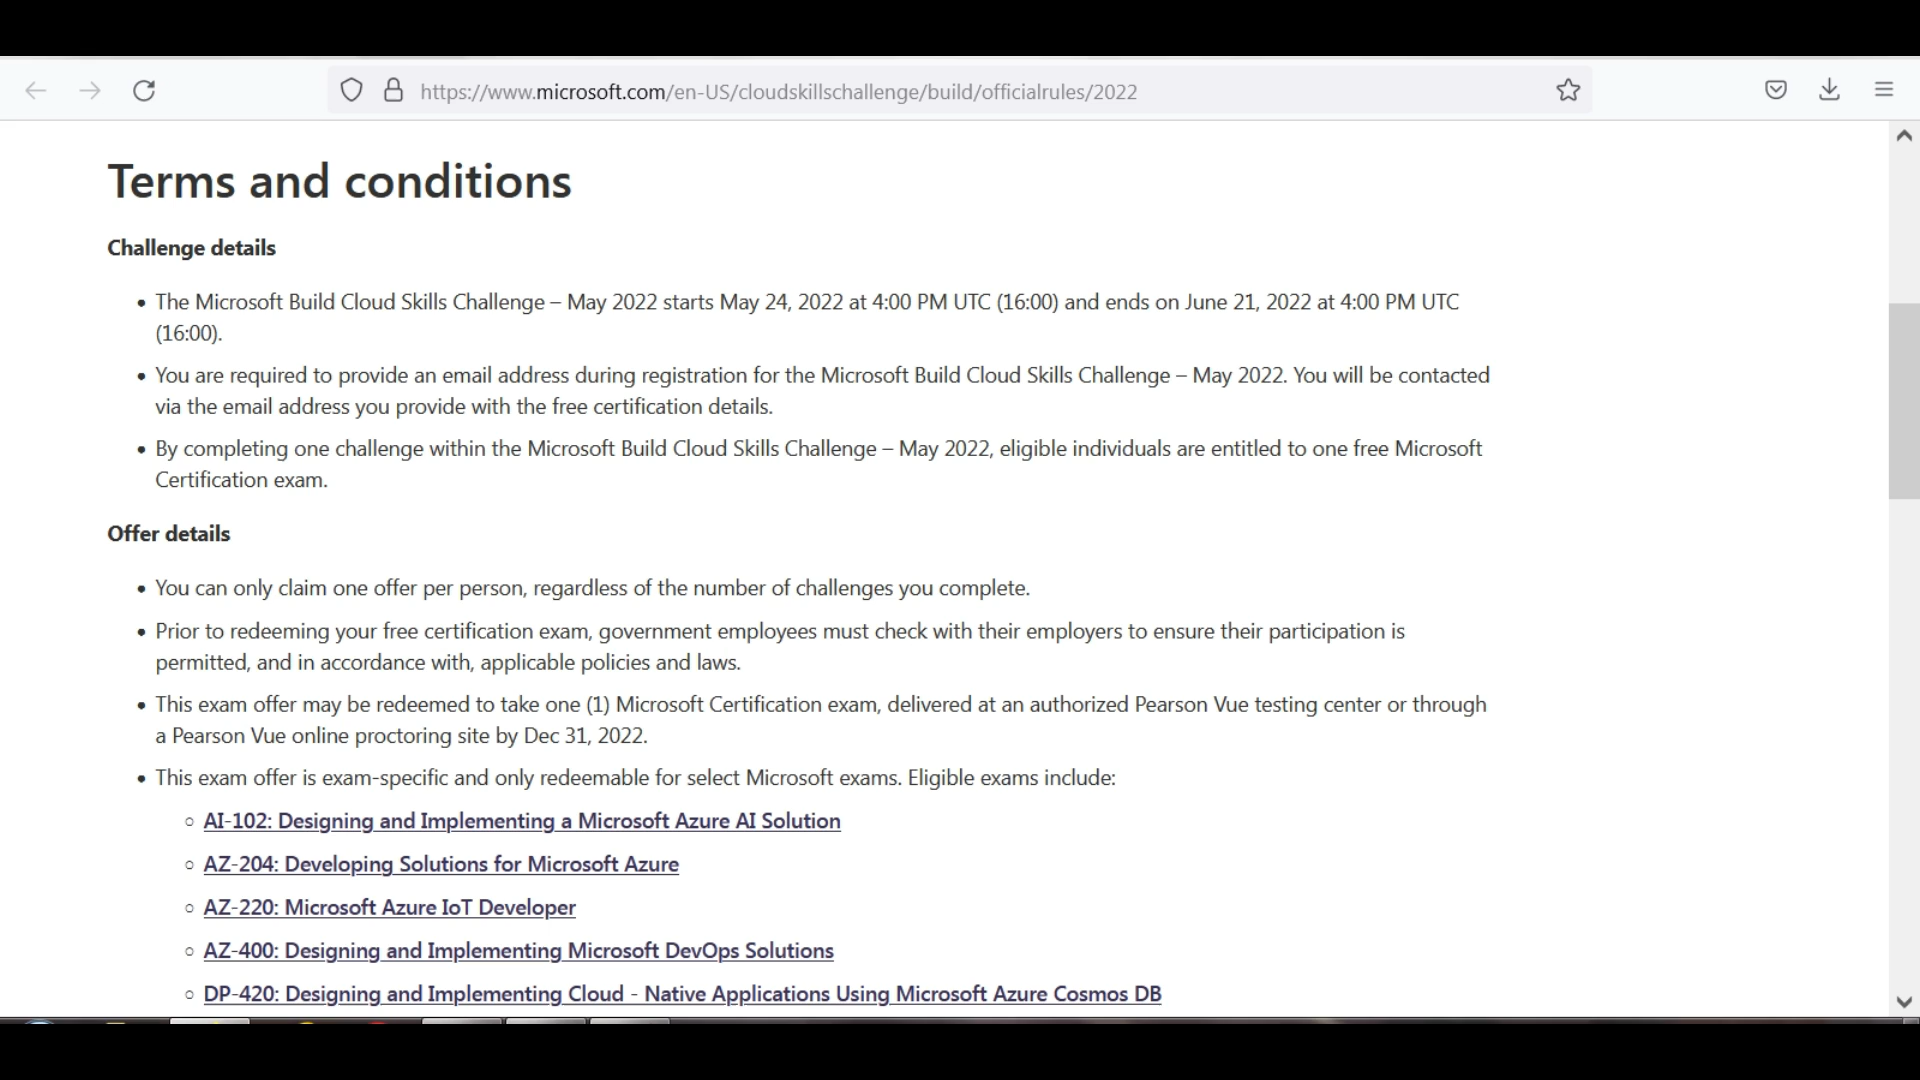 https://www.microsoft.com/en-US/cloudskillschallenge/build/officialrules/2022
Terms and conditions
Challenge details
• The Microsoft Build Cloud Skills Challenge – May 2022 starts May 24, 2022 at 4:00 PM UTC (16:00) and ends on June 21, 2022 at 4:00 PM UTC
(16:00).
• You are required to provide an email address during registration for the Microsoft Build Cloud Skills Challenge – May 2022. You will be contacted
via the email address you provide with the free certification details.
• By completing one challenge within the Microsoft Build Cloud Skills Challenge – May 2022, eligible individuals are entitled to one free Microsoft
Certification exam.
Offer details
• You can only claim one offer per person, regardless of the number of challenges you complete.
• Prior to redeeming your free certification exam, government employees must check with their employers to ensure their participation is
permitted, and in accordance with, applicable policies and laws.
• This exam offer may be redeemed to take one (1) Microsoft Certification exam, delivered at an authorized Pearson Vue testing center or through
a Pearson Vue online proctoring site by Dec 31, 2022.
• This exam offer is exam-specific and only redeemable for select Microsoft exams. Eligible exams include:
○ AI-102: Designing and Implementing a Microsoft Azure AI Solution
○ AZ-204: Developing Solutions for Microsoft Azure
○ AZ-220: Microsoft Azure IoT Developer
○ AZ-400: Designing and Implementing Microsoft DevOps Solutions
○ DP-420: Designing and Implementing Cloud - Native Applications Using Microsoft Azure Cosmos DB